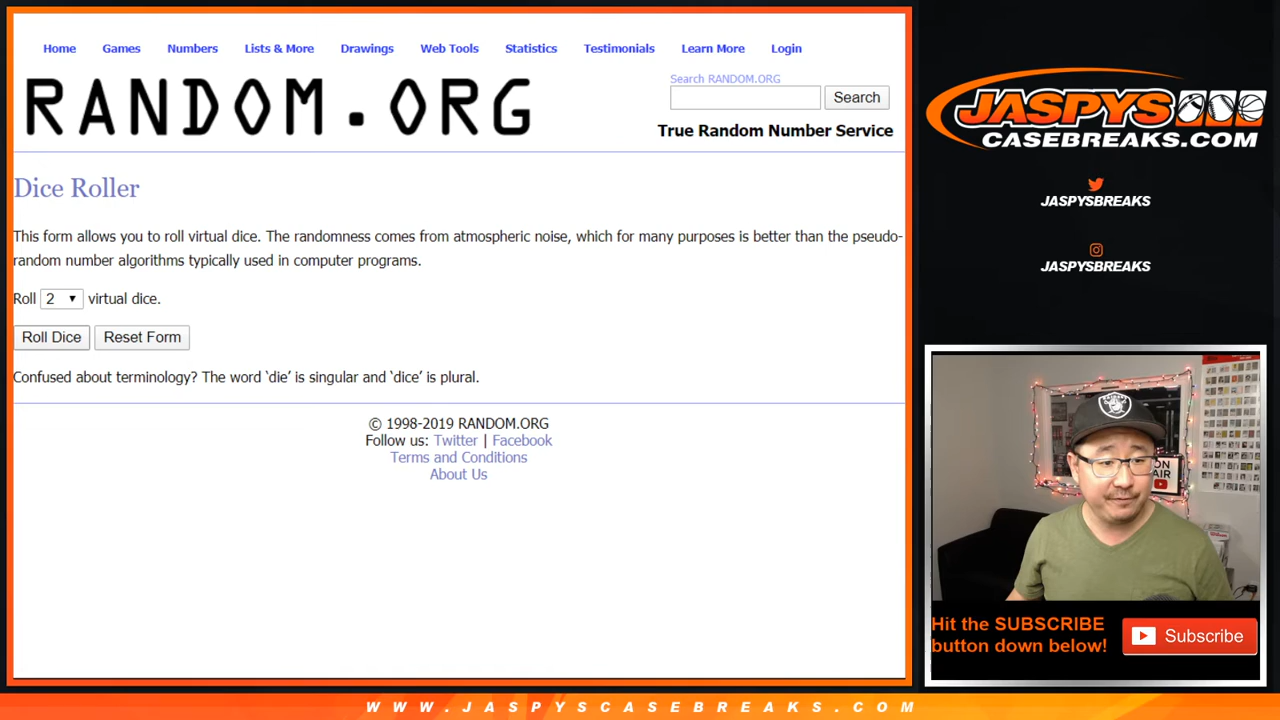 Home Games Numbers Lists & More Drawings Web Tools Statistics Testimonials Learn More Login
RANDOM.ORG
Search RANDOM.ORG
Search
True Random Number Service
Dice Roller
This form allows you to roll virtual dice. The randomness comes from atmospheric noise, which for many purposes is better than the pseudo-
random number algorithms typically used in computer programs.
Roll 2 virtual dice.
Roll Dice Reset Form
Confused about terminology? The word ‘die’ is singular and ‘dice’ is plural.
© 1998-2019 RANDOM.ORG
Follow us: Twitter | Facebook
Terms and Conditions
About Us
JASPYS
CASEBREAKS.COM
JASPYSBREAKS
JASPYSBREAKS
ON
AIR
Hit the SUBSCRIBE
button down below!
Subscribe
WWW.JASPYSCASEBREAKS.COM